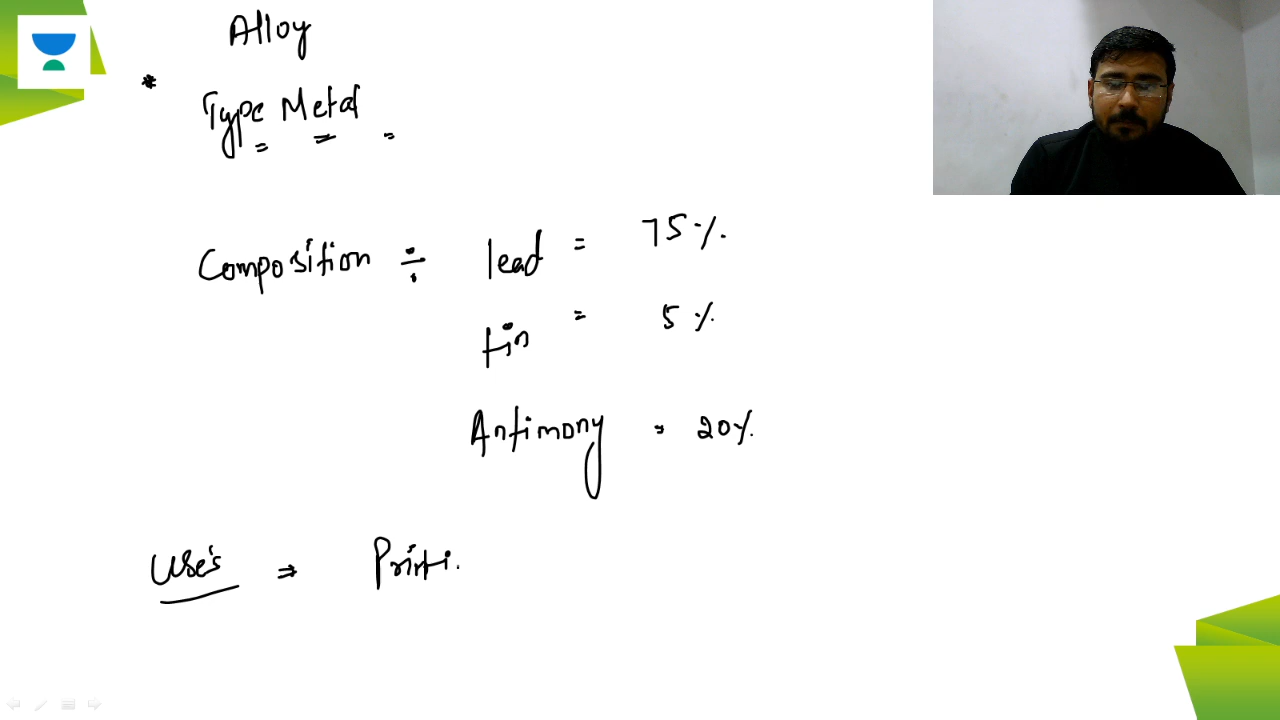 Alloy
* Type Metal
Composition ÷ lead = 75%.
tin = 5%
Antimony = 20%.
Use's ⇒ Printi.